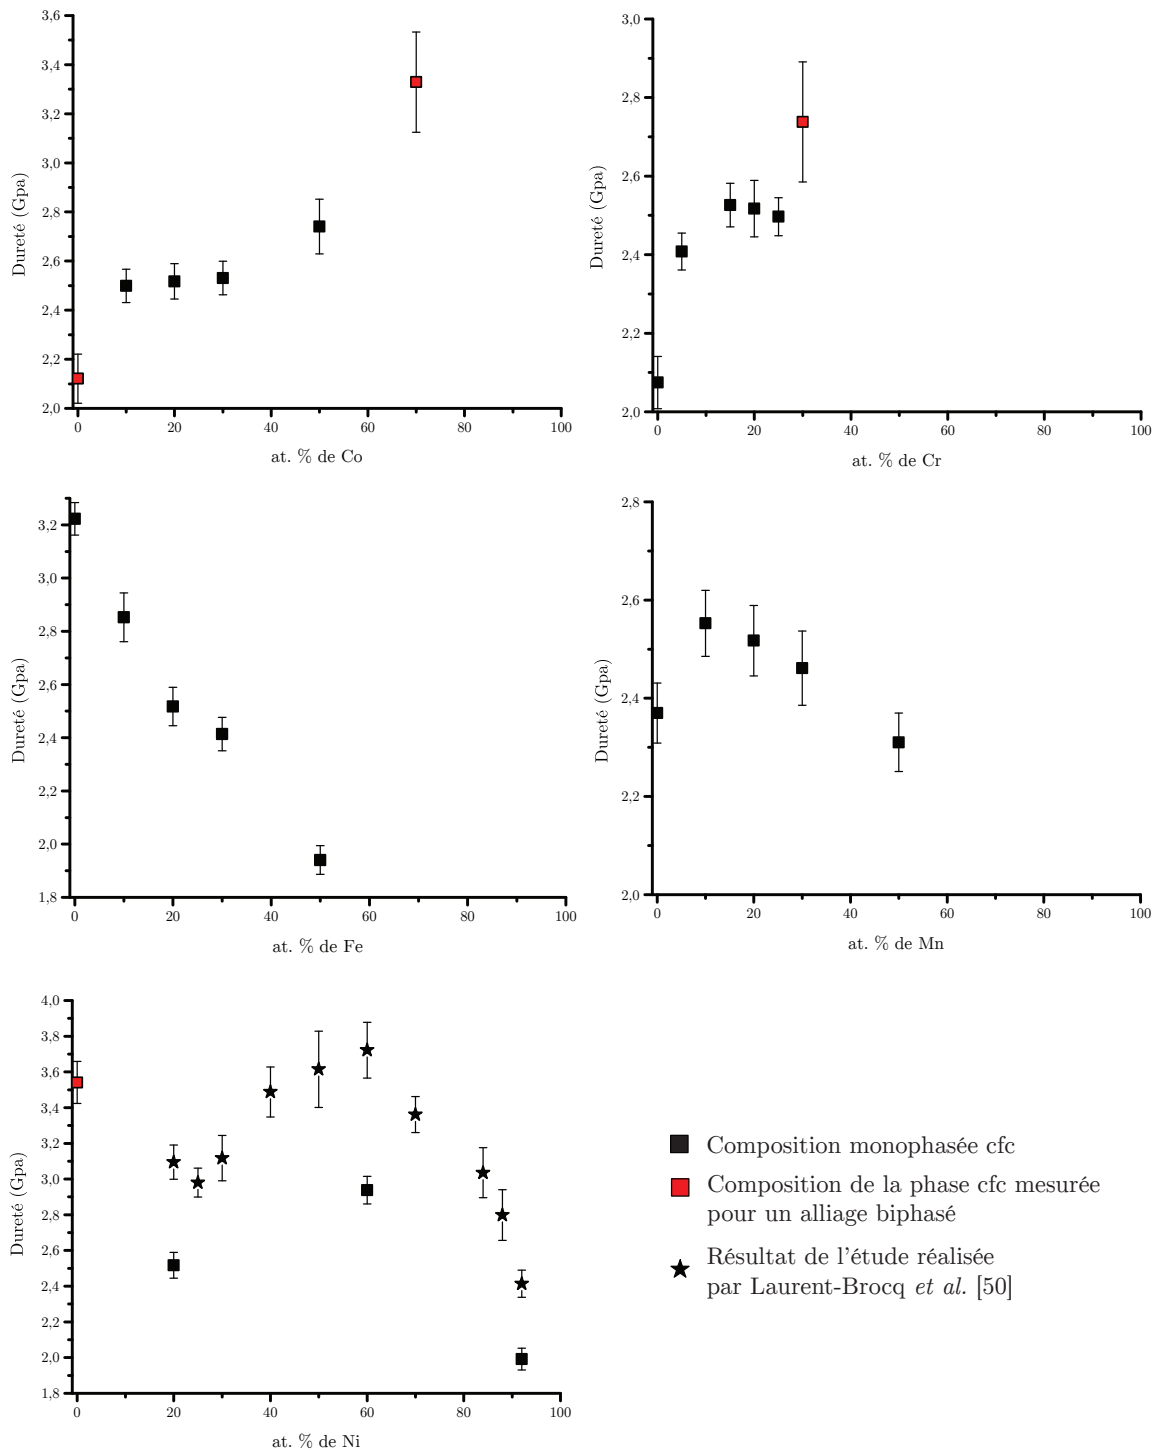 3,6
3,4
3,2
3,0
2,8
2,6
2,4
2,2
2,0
Dureté (Gpa)
0 20 40 60 80 100
at. % de Co
3,0
2,8
2,6
2,4
2,2
2,0
Dureté (Gpa)
0 20 40 60 80 100
at. % de Cr
3,2
3,0
2,8
2,6
2,4
2,2
2,0
1,8
Dureté (Gpa)
0 20 40 60 80 100
at. % de Fe
2,8
2,6
2,4
2,2
2,0
Dureté (Gpa)
0 20 40 60 80 100
at. % de Mn
4,0
3,8
3,6
3,4
3,2
3,0
2,8
2,6
2,4
2,2
2,0
1,8
Dureté (Gpa)
0 20 40 60 80 100
at. % de Ni
Composition monophasée cfc
Composition de la phase cfc mesurée
pour un alliage biphasé
Résultat de l'étude réalisée
par Laurent-Brocq et al. [50]